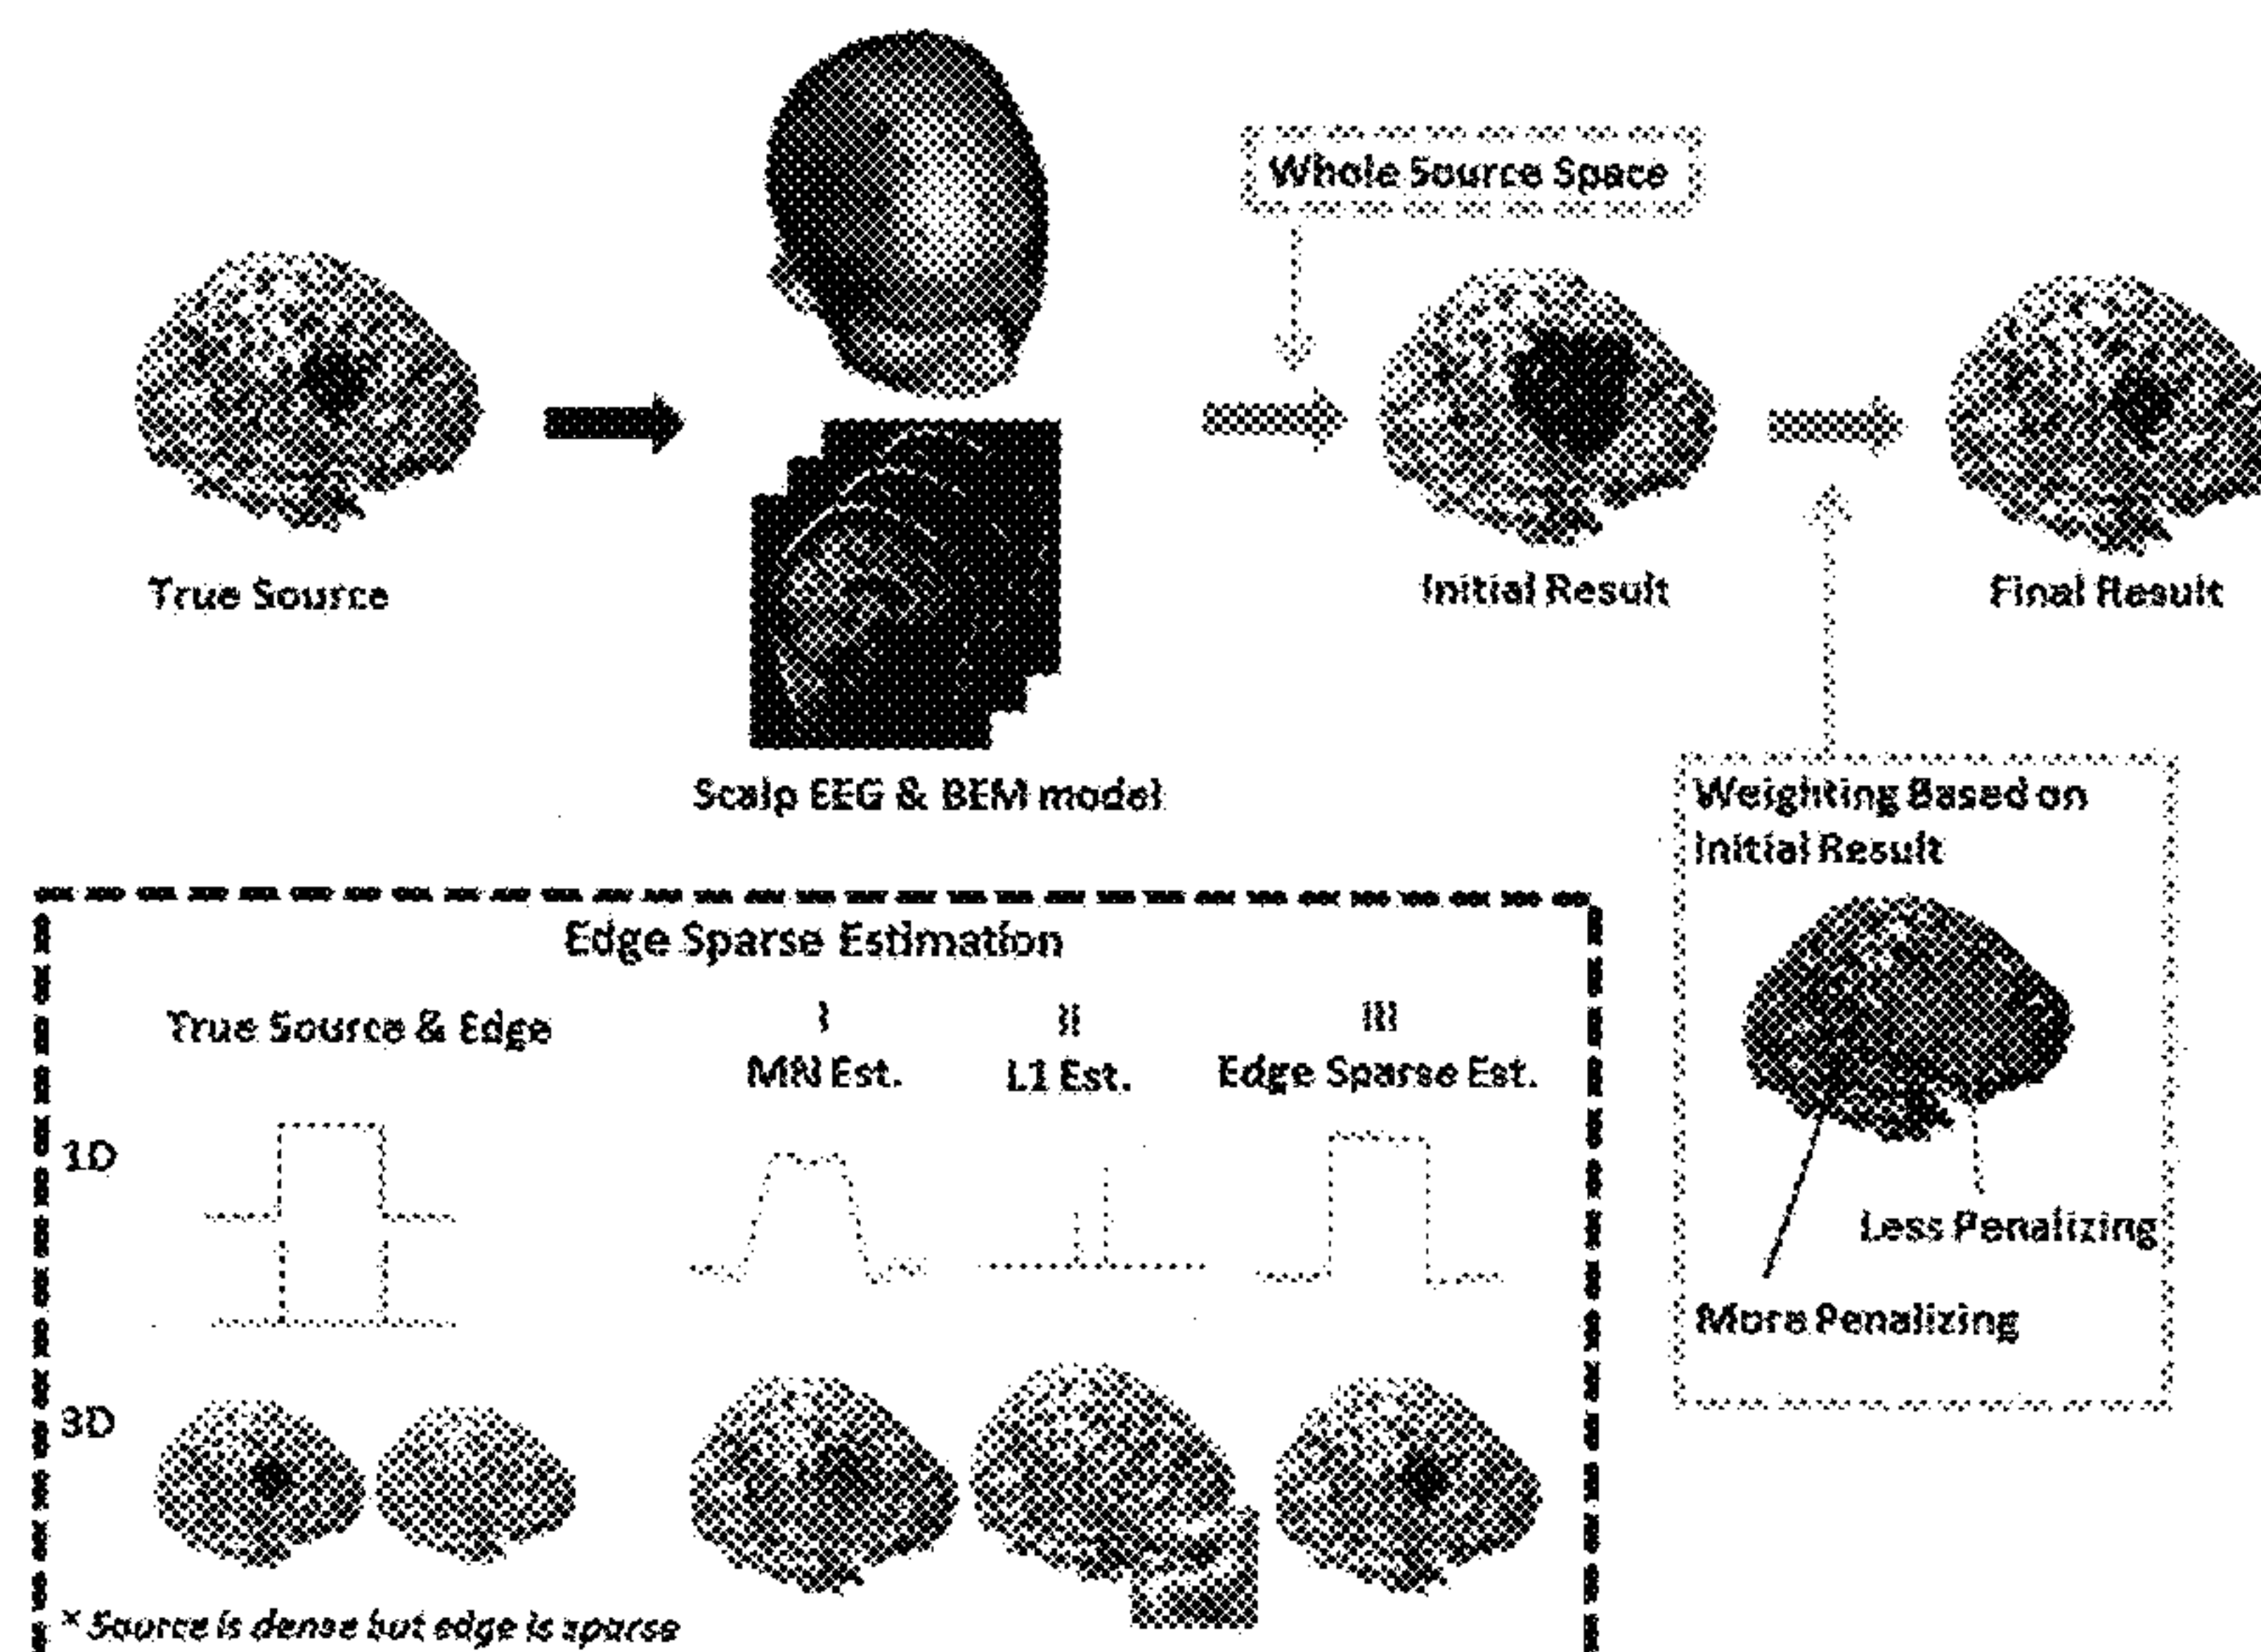 Whole Source Space
True Source
Initial Result
Final Result
Scalp EEG & BEM model
Weighting Based on
Initial Result
Less Penalizing
More Penalizing
Edge Sparse Estimation
True Source & Edge
I
MN Est.
II
L1 Est.
III
Edge Sparse Est.
1D
3D
* Source is dense but edge is sparse